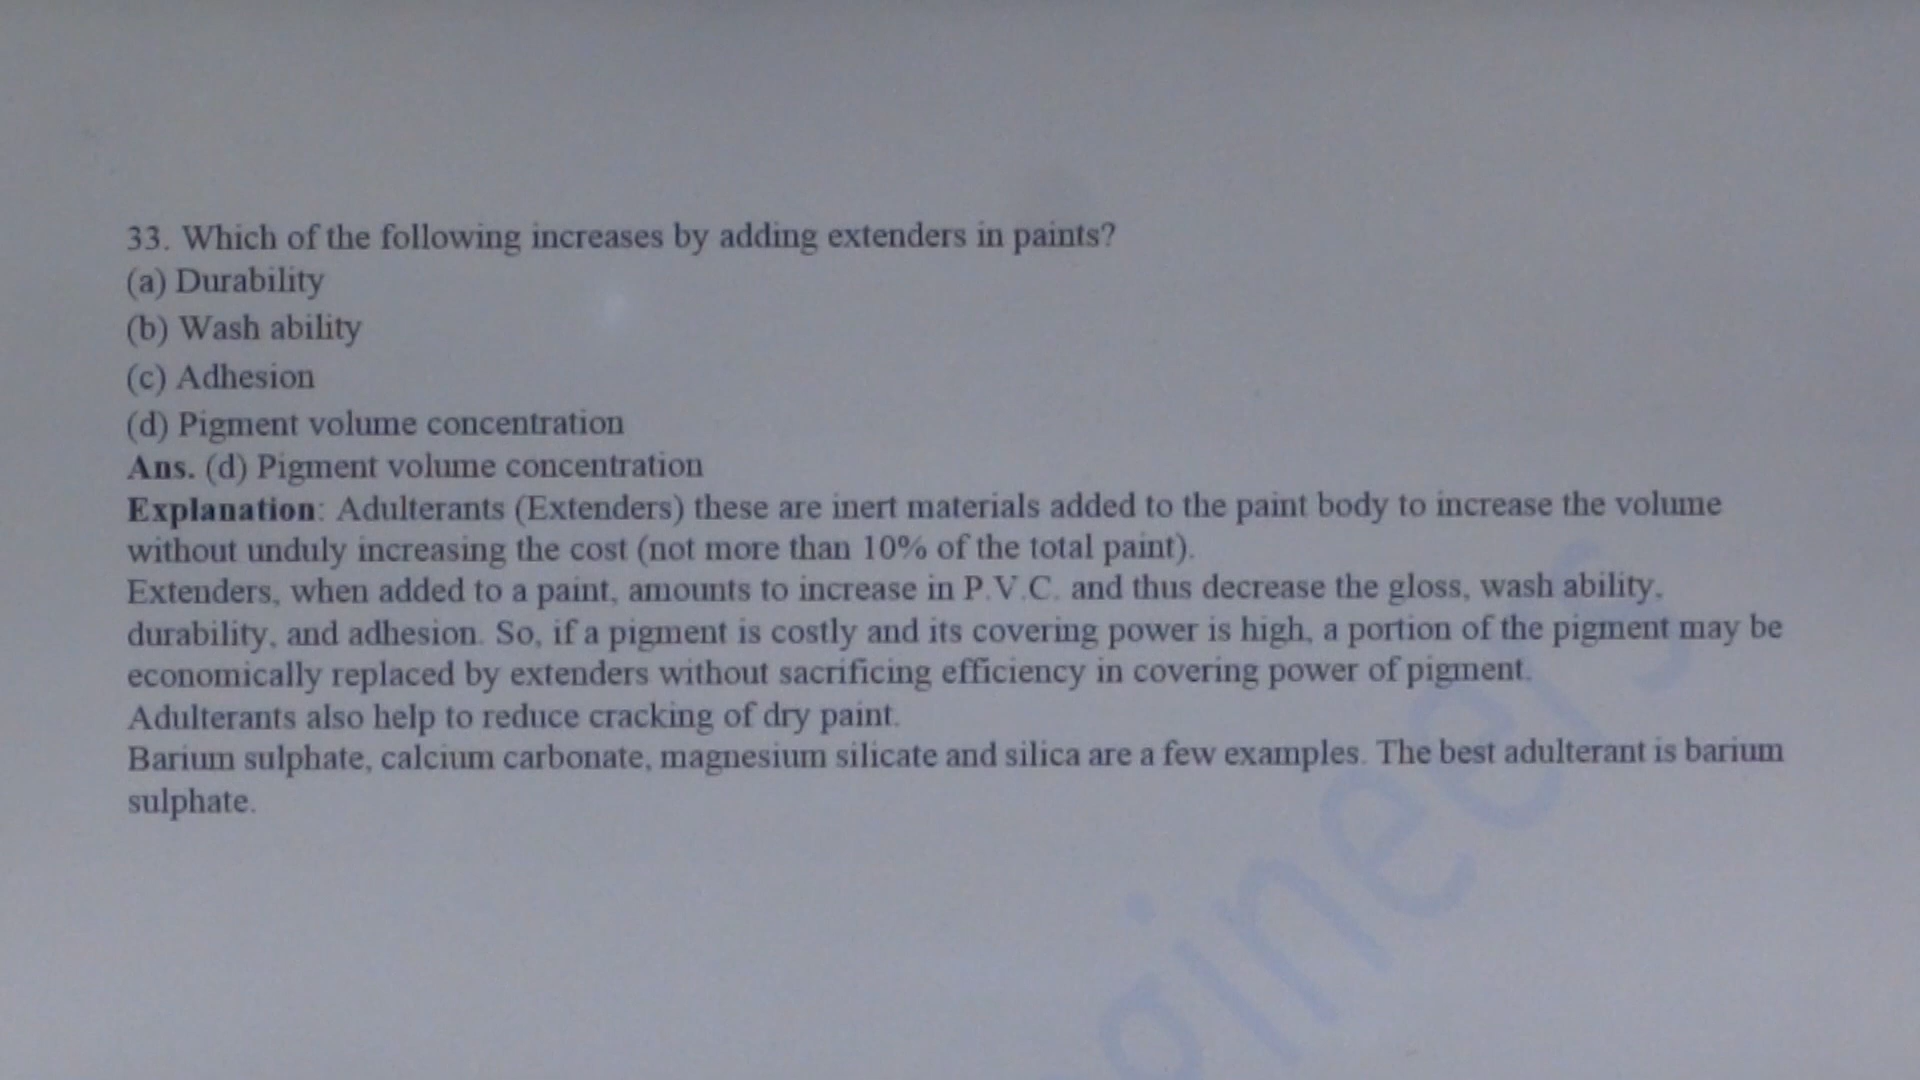 33. Which of the following increases by adding extenders in paints?
(a) Durability
(b) Wash ability
(c) Adhesion
(d) Pigment volume concentration
Ans. (d) Pigment volume concentration
Explanation: Adulterants (Extenders) these are inert materials added to the paint body to increase the volume
without unduly increasing the cost (not more than 10% of the total paint).
Extenders, when added to a paint, amounts to increase in P.V.C. and thus decrease the gloss, wash ability,
durability, and adhesion. So, if a pigment is costly and its covering power is high, a portion of the pigment may be
economically replaced by extenders without sacrificing efficiency in covering power of pigment.
Adulterants also help to reduce cracking of dry paint.
Barium sulphate, calcium carbonate, magnesium silicate and silica are a few examples. The best adulterant is barium
sulphate.
gineers